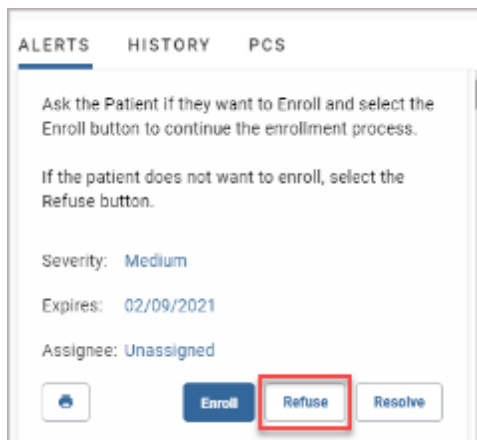 ALERTS HISTORY PCS
Ask the Patient if they want to Enroll and select the
Enroll button to continue the enrollment process.
If the patient does not want to enroll, select the
Refuse button.
Severity: Medium
Expires: 02/09/2021
Assignee: Unassigned
Enroll Refuse Resolve